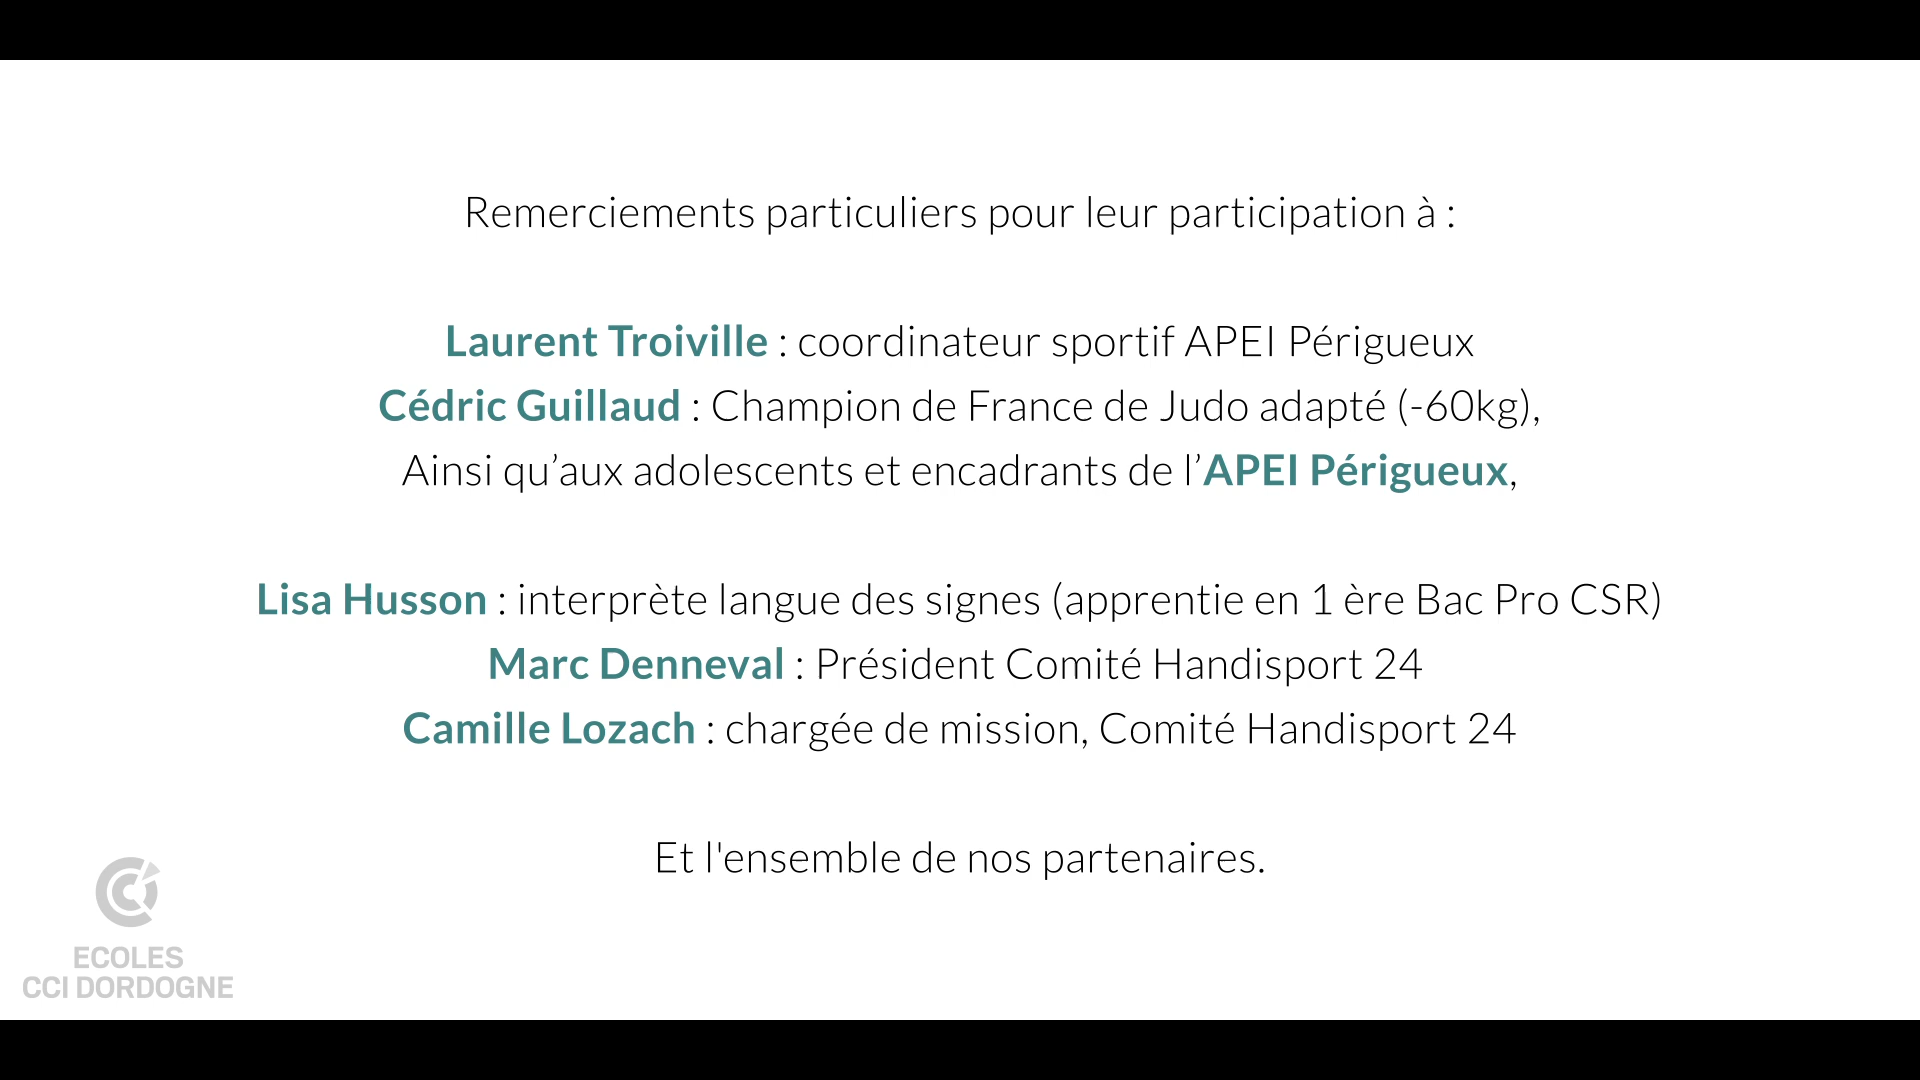 Remerciements particuliers pour leur participation à :
Laurent Troiville : coordinateur sportif APEI Périgueux
Cédric Guillaud : Champion de France de Judo adapté (-60kg),
Ainsi qu’aux adolescents et encadrants de l’APEI Périgueux,
Lisa Husson : interprète langue des signes (apprentie en 1 ère Bac Pro CSR)
Marc Denneval : Président Comité Handisport 24
Camille Lozach : chargée de mission, Comité Handisport 24
Et l'ensemble de nos partenaires.
ECOLES
CCI DORDOGNE